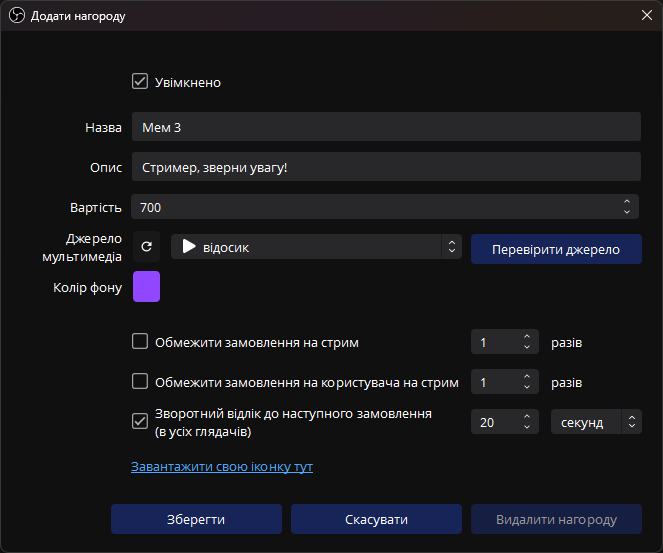 Додати нагороду
Увімкнено
Назва
Мем 3
Опис
Стример, зверни увагу!
Вартість
700
Джерело
мультимедіа
відосик
Перевірити джерело
Колір фону
Обмежити замовлення на стрим
1
разів
Обмежити замовлення на користувача на стрим
1
разів
Зворотний відлік до наступного замовлення
(в усіх глядачів)
20
секунд
Завантажити свою іконку тут
Зберегти
Скасувати
Видалити нагороду